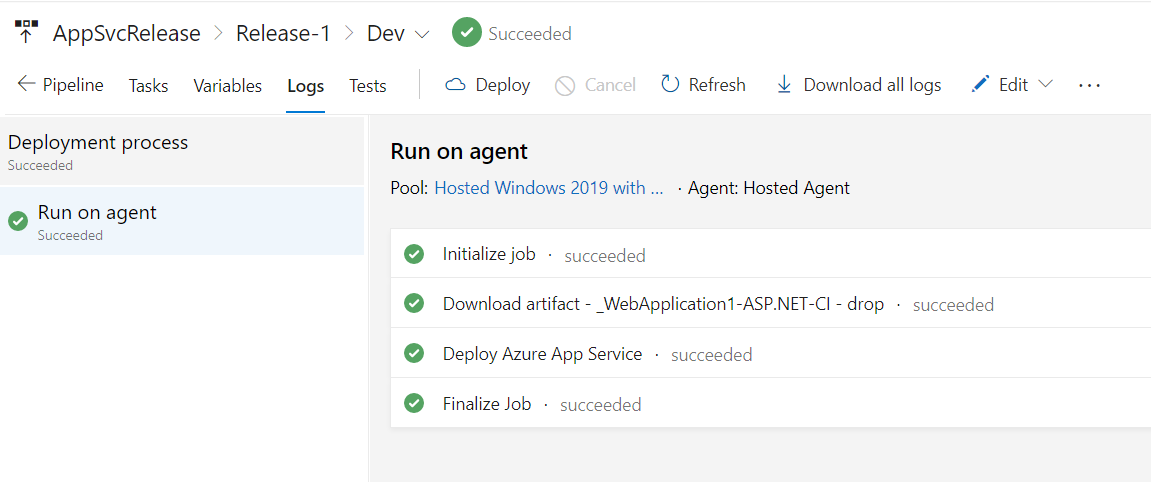 AppSvcRelease > Release-1 > Dev Succeeded
Pipeline Tasks Variables Logs Tests Deploy Cancel Refresh Download all logs Edit ...
Deployment process
Succeeded
Run on agent
Succeeded
Run on agent
Pool: Hosted Windows 2019 with ... · Agent: Hosted Agent
Initialize job · succeeded
Download artifact - _WebApplication1-ASP.NET-CI - drop · succeeded
Deploy Azure App Service · succeeded
Finalize Job · succeeded